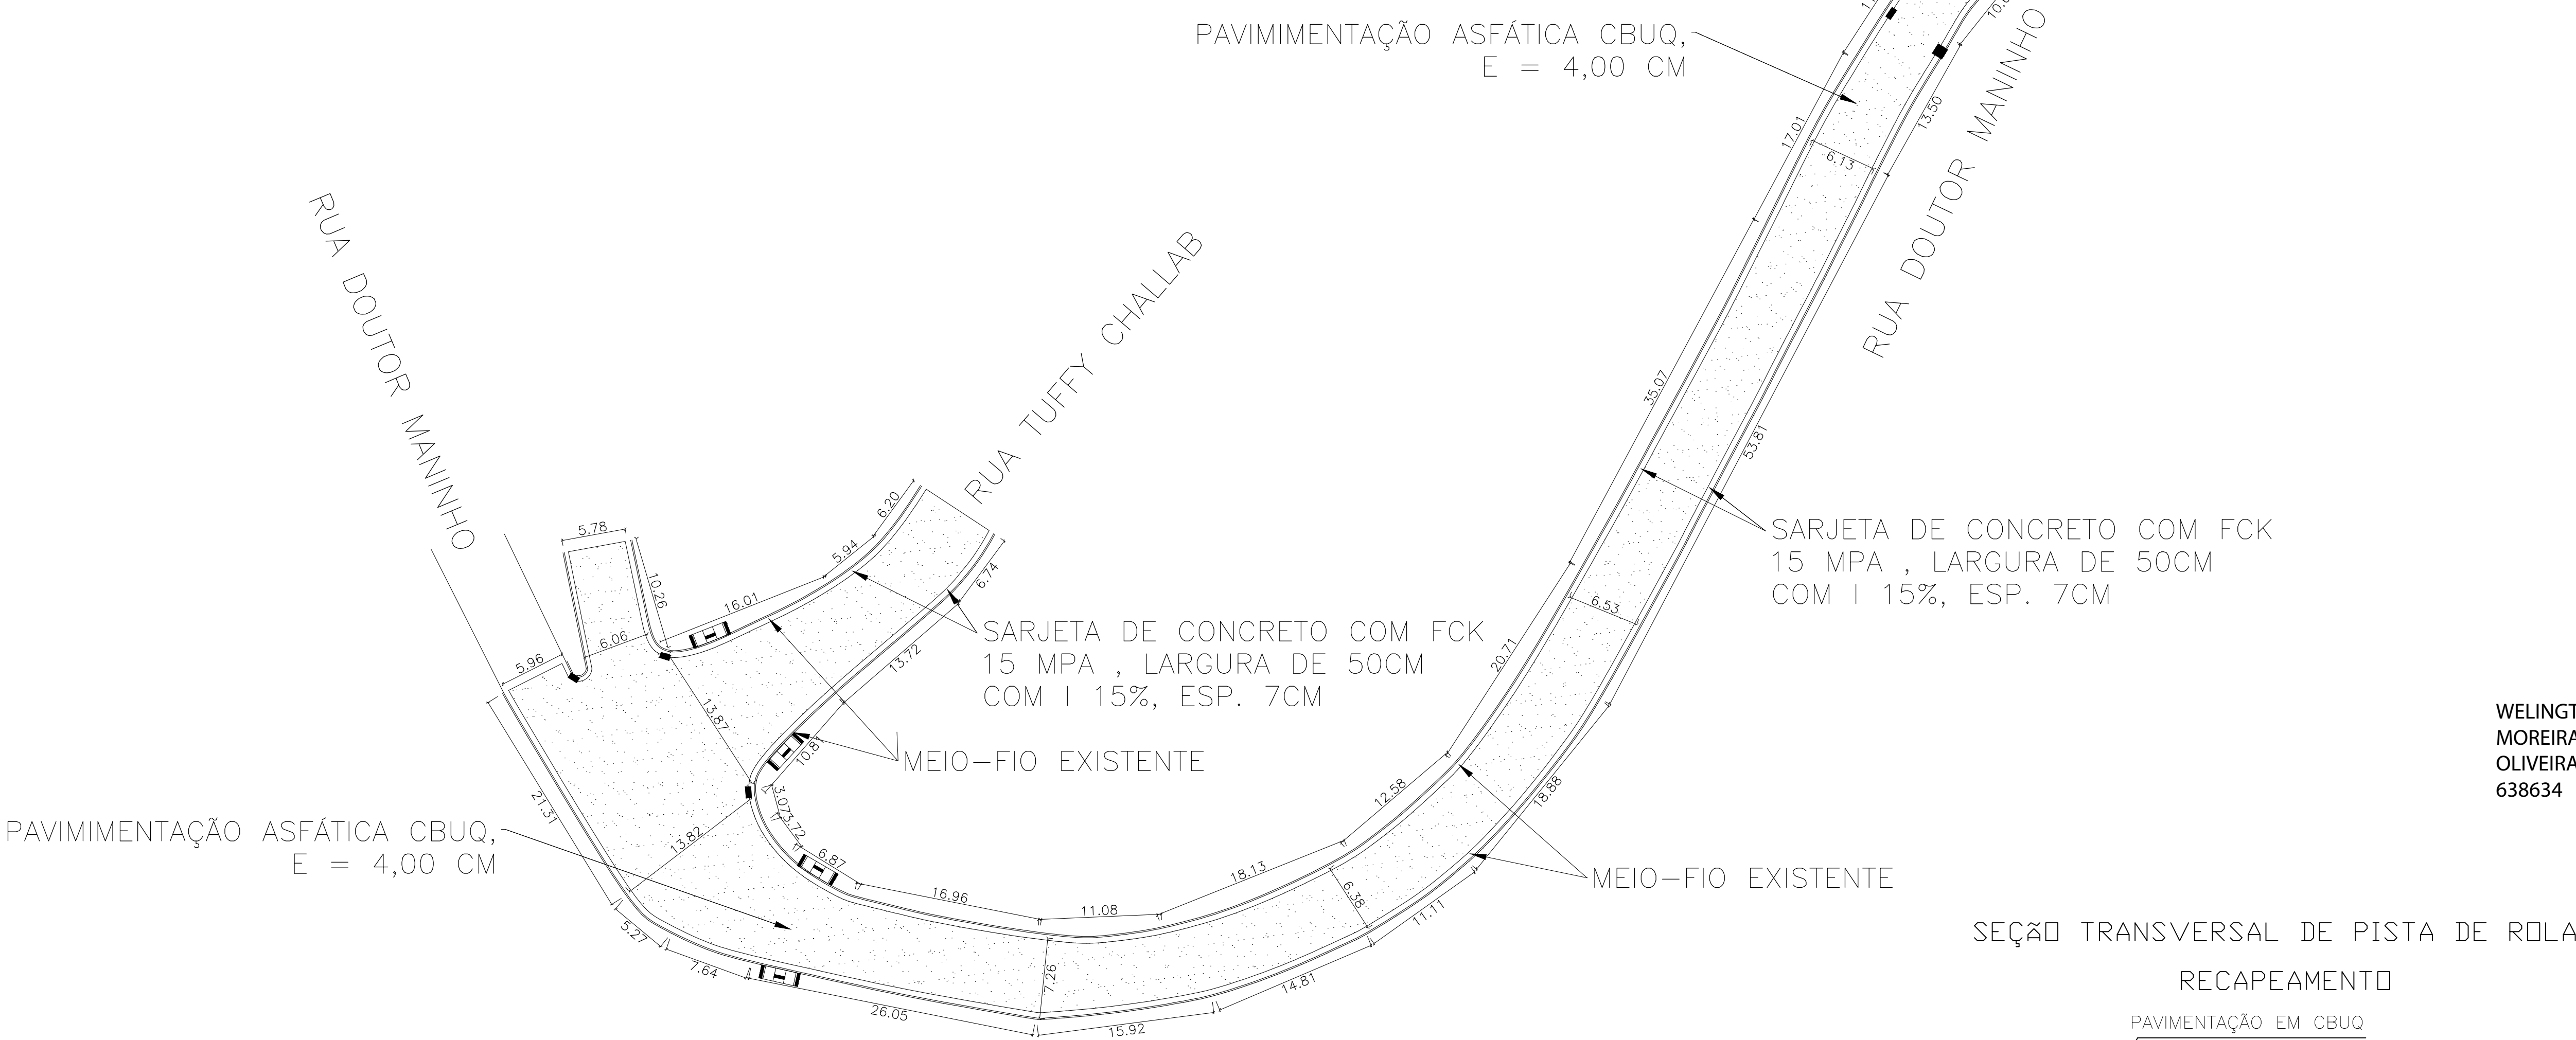 PAVIMIMENTAÇÃO ASFÁTICA CBUQ,
E = 4,00 CM
RUA DOUTOR MANINHO
17.01
6.13
13.50
RUA DOUTOR MANINHO
RUA TUFFY CHALLAB
35.07
53.81
SARJETA DE CONCRETO COM FCK
15 MPA , LARGURA DE 50CM
COM I 15%, ESP. 7CM
5.78
10.26
6.06
5.96
16.01
5.94
6.20
6.74
13.72
SARJETA DE CONCRETO COM FCK
15 MPA , LARGURA DE 50CM
COM I 15%, ESP. 7CM
6.53
20.71
13.87
10.81
MEIO-FIO EXISTENTE
3.07
3.72
21.31
13.82
6.87
PAVIMIMENTAÇÃO ASFÁTICA CBUQ,
E = 4,00 CM
16.96
11.08
18.13
12.58
18.88
6.38
11.11
MEIO-FIO EXISTENTE
5.27
7.64
26.05
7.26
15.92
14.81
WELINGT
MOREIRA
OLIVEIRA
638634
SEÇÃO TRANSVERSAL DE PISTA DE ROLA
RECAPEAMENTO
PAVIMENTAÇÃO EM CBUQ